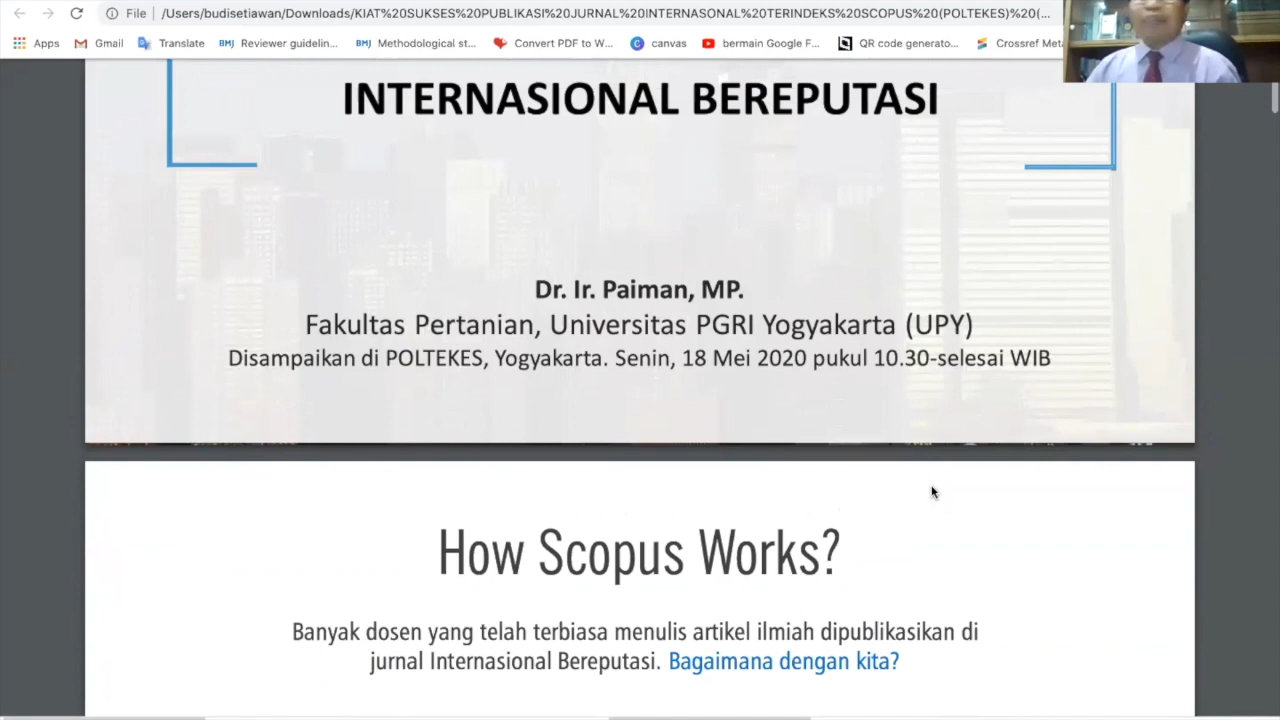 File
/Users/budisetiawan/Downloads/KIAT%20SUKSES%20PUBLIKASI%20JURNAL%20INTERNASONAL%20TERINDEKS%20SCOPUS%20(POLTEKES)%20(...
Apps Gmail Translate BMJ Reviewer guidelin... BMJ Methodological st... Convert PDF to W... C canvas bermain Google F... QR code generato... Crossref Met
INTERNASIONAL BEREPUTASI
Dr. Ir. Paiman, MP.
Fakultas Pertanian, Universitas PGRI Yogyakarta (UPY)
Disampaikan di POLTEKES, Yogyakarta. Senin, 18 Mei 2020 pukul 10.30-selesai WIB
How Scopus Works?
Banyak dosen yang telah terbiasa menulis artikel ilmiah dipublikasikan di
jurnal Internasional Bereputasi. Bagaimana dengan kita?